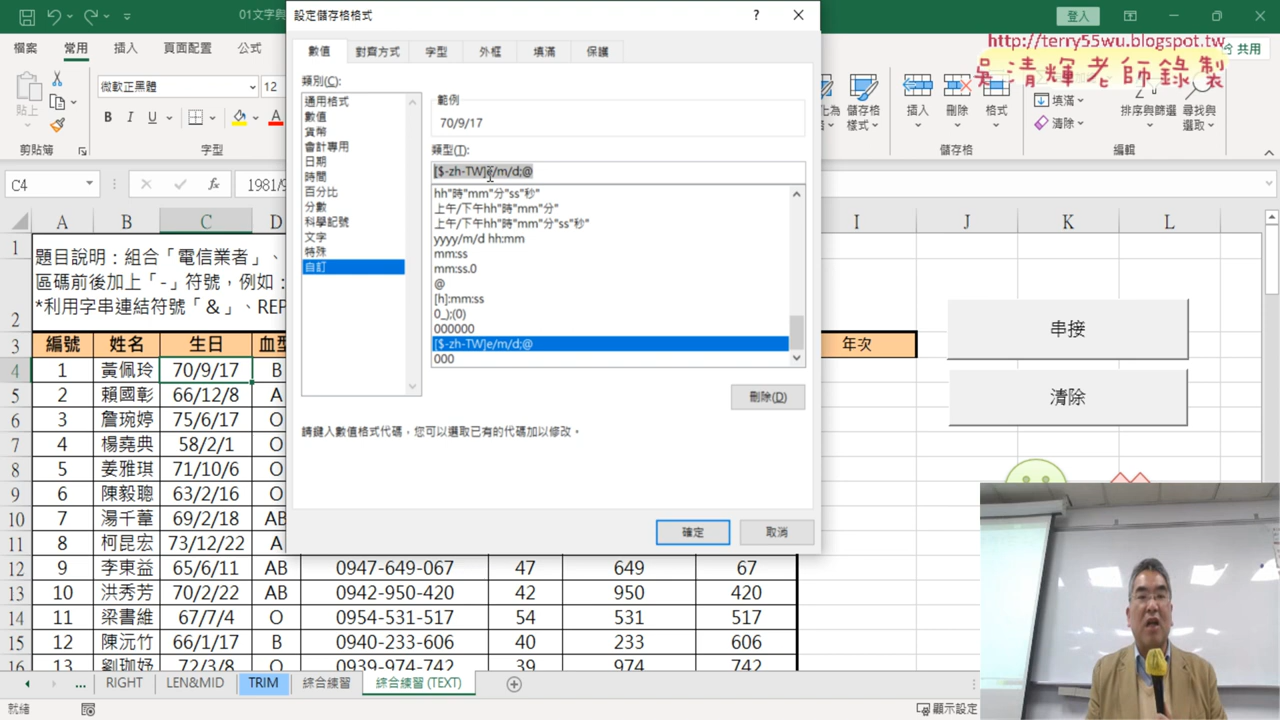 01文字與
設定儲存格格式
?
登入
檔案
常用
插入
頁面配置
公式
共用
http://terry55wu.blogspot.tw
吳清輝老師錄製
數值
對齊方式
字型
外框
填滿
保護
貼上
剪貼簿
微軟正黑體
12
B I U
A
字型
儲存格
樣式
插入
刪除
格式
儲存格
填滿
清除
排序與篩選
尋找與
選取
編輯
類別(C):
通用格式
數值
貨幣
會計專用
日期
時間
百分比
分數
科學記號
文字
特殊
自訂
範例
70/9/17
類型(T):
[$-zh-TW]e/m/d;@
hh"時"mm"分"ss"秒"
上午/下午hh"時"mm"分"
上午/下午hh"時"mm"分"ss"秒"
yyyy/m/d hh:mm
mm:ss
mm:ss.0
@
[h]:mm:ss
0_);(0)
000000
[$-zh-TW]e/m/d;@
000
刪除(D)
請鍵入數值格式代碼，您可以選取已有的代碼加以修改。
確定
取消
C4
fx
1981/9
A B C D I J K L
1
題目說明：組合「電信業者」、
區碼前後加上「-」符號，例如：
2
*利用字串連結符號「&」、REP
3 編號 姓名 生日 血型 年次
4 1 黃佩玲 70/9/17 B
5 2 賴國彰 66/12/8 A
6 3 詹琬婷 75/6/17 O
7 4 楊堯典 58/2/1 O
8 5 姜雅琪 71/10/6 O
9 6 陳毅聰 63/2/16 O
10 7 湯千葦 69/2/18 AB
11 8 柯昆宏 73/12/22 A
12 9 李東益 65/6/11 AB 0947-649-067 47 649 67
13 10 洪秀芳 70/2/22 AB 0942-950-420 42 950 420
14 11 梁書維 67/7/4 O 0954-531-517 54 531 517
15 12 陳沅竹 66/1/17 B 0940-233-606 40 233 606
16 13 劉珈妤 72/3/8 O 0939-974-742 39 974 742
串接
清除
... RIGHT LEN&MID TRIM 綜合練習 綜合練習 (TEXT)
就緒
顯示設定